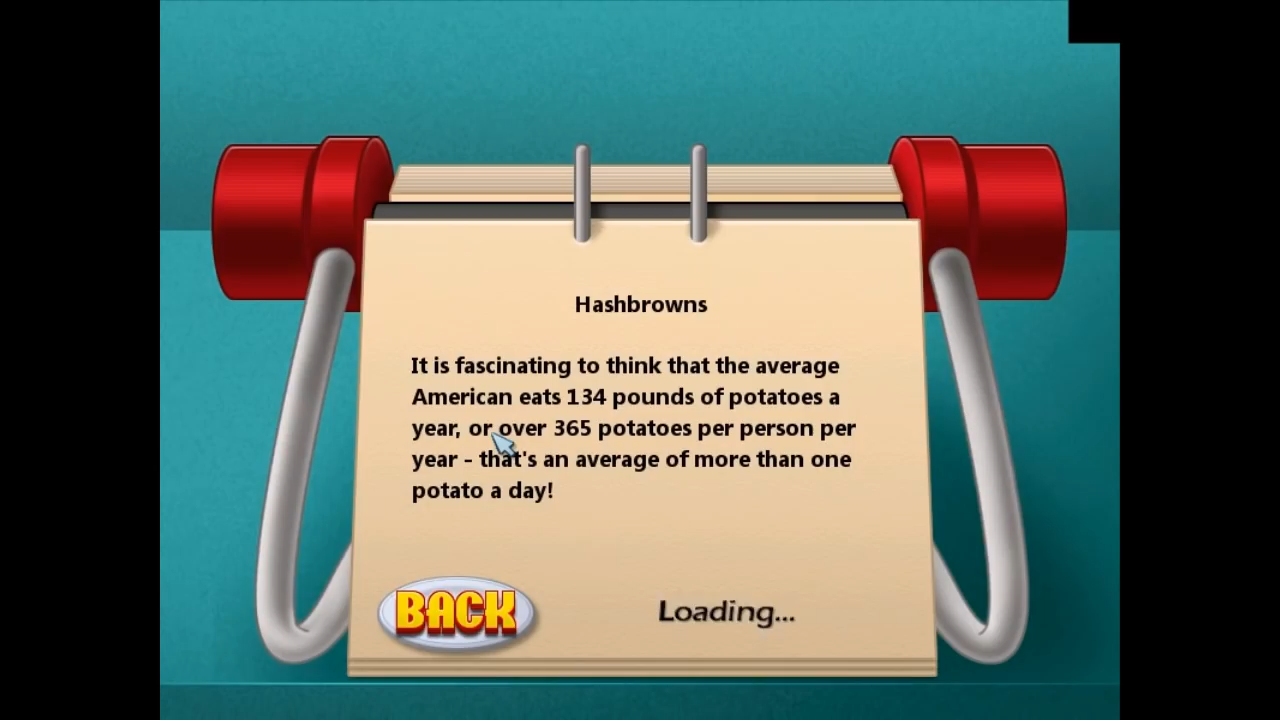 Hashbrowns
It is fascinating to think that the average
American eats 134 pounds of potatoes a
year, or over 365 potatoes per person per
year - that's an average of more than one
potato a day!
BACK
Loading...